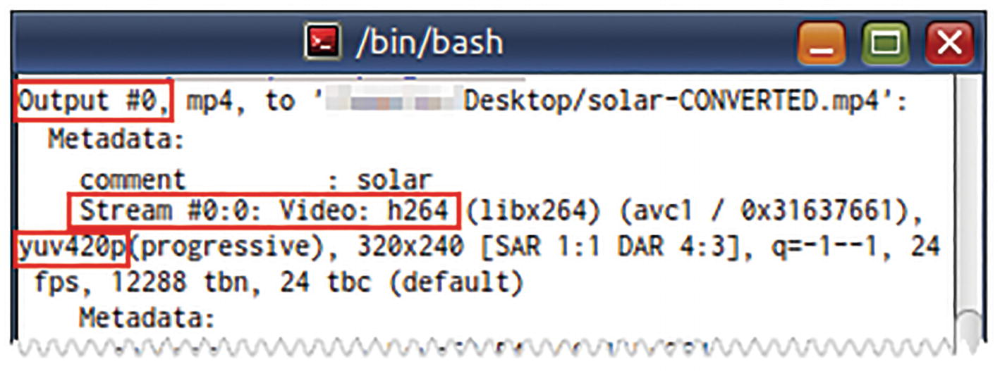 /bin/bash
Output #0, mp4, to ' Desktop/solar-CONVERTED.mp4':
Metadata:
comment : solar
Stream #0:0: Video: h264 (libx264) (avc1 / 0x31637661),
yuv420p(progressive), 320x240 [SAR 1:1 DAR 4:3], q=-1--1, 24
fps, 12288 tbn, 24 tbc (default)
Metadata: